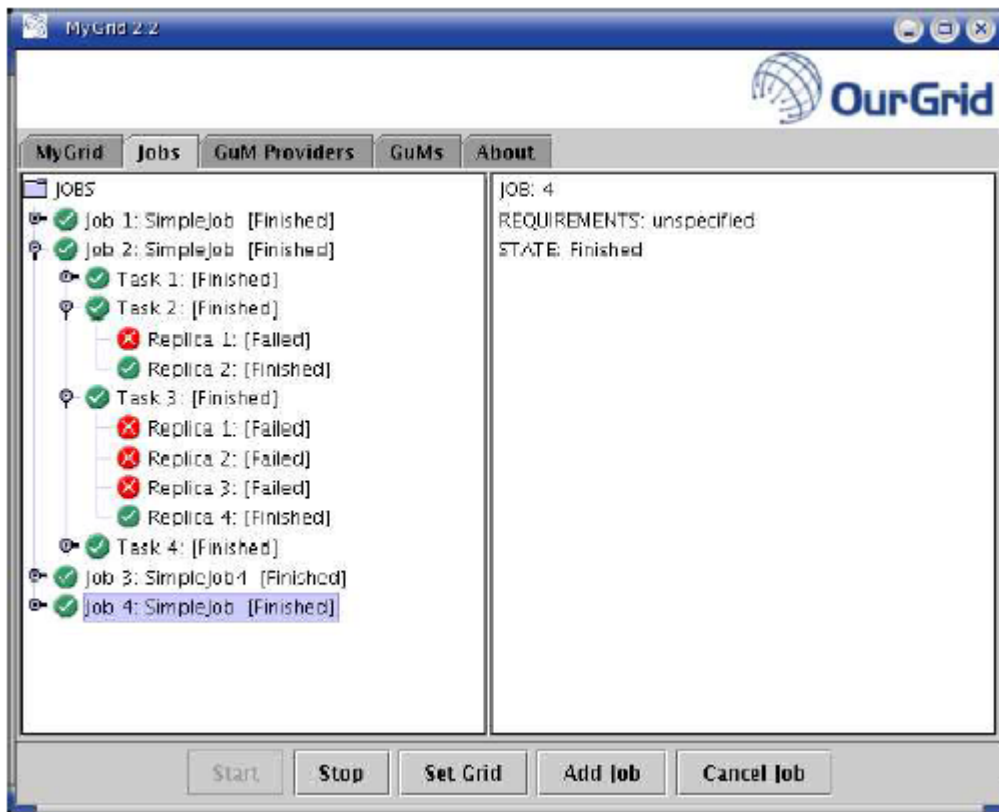 MyGrid 2.2
OurGrid
MyGrid Jobs GuM Providers GuMs About
JOBS
Job 1: SimpleJob [Finished]
Job 2: SimpleJob [Finished]
Task 1: [Finished]
Task 2: [Finished]
Replica 1: [Failed]
Replica 2: [Finished]
Task 3: [Finished]
Replica 1: [Failed]
Replica 2: [Failed]
Replica 3: [Failed]
Replica 4: [Finished]
Task 4: [Finished]
Job 3: SimpleJob4 [Finished]
Job 4: SimpleJob [Finished]
JOB: 4
REQUIREMENTS: unspecified
STATE: Finished
Start Stop Set Grid Add Job Cancel Job